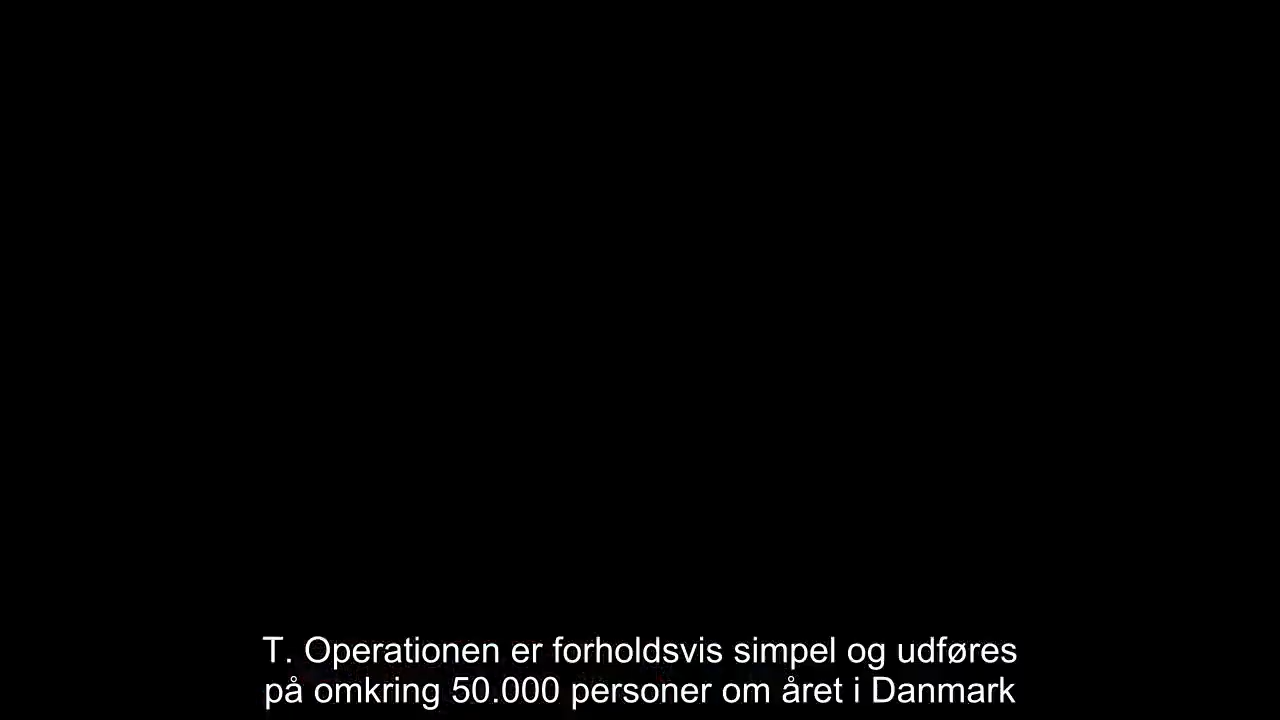 T. Operationen er forholdsvis simpel og udføres
på omkring 50.000 personer om året i Danmark